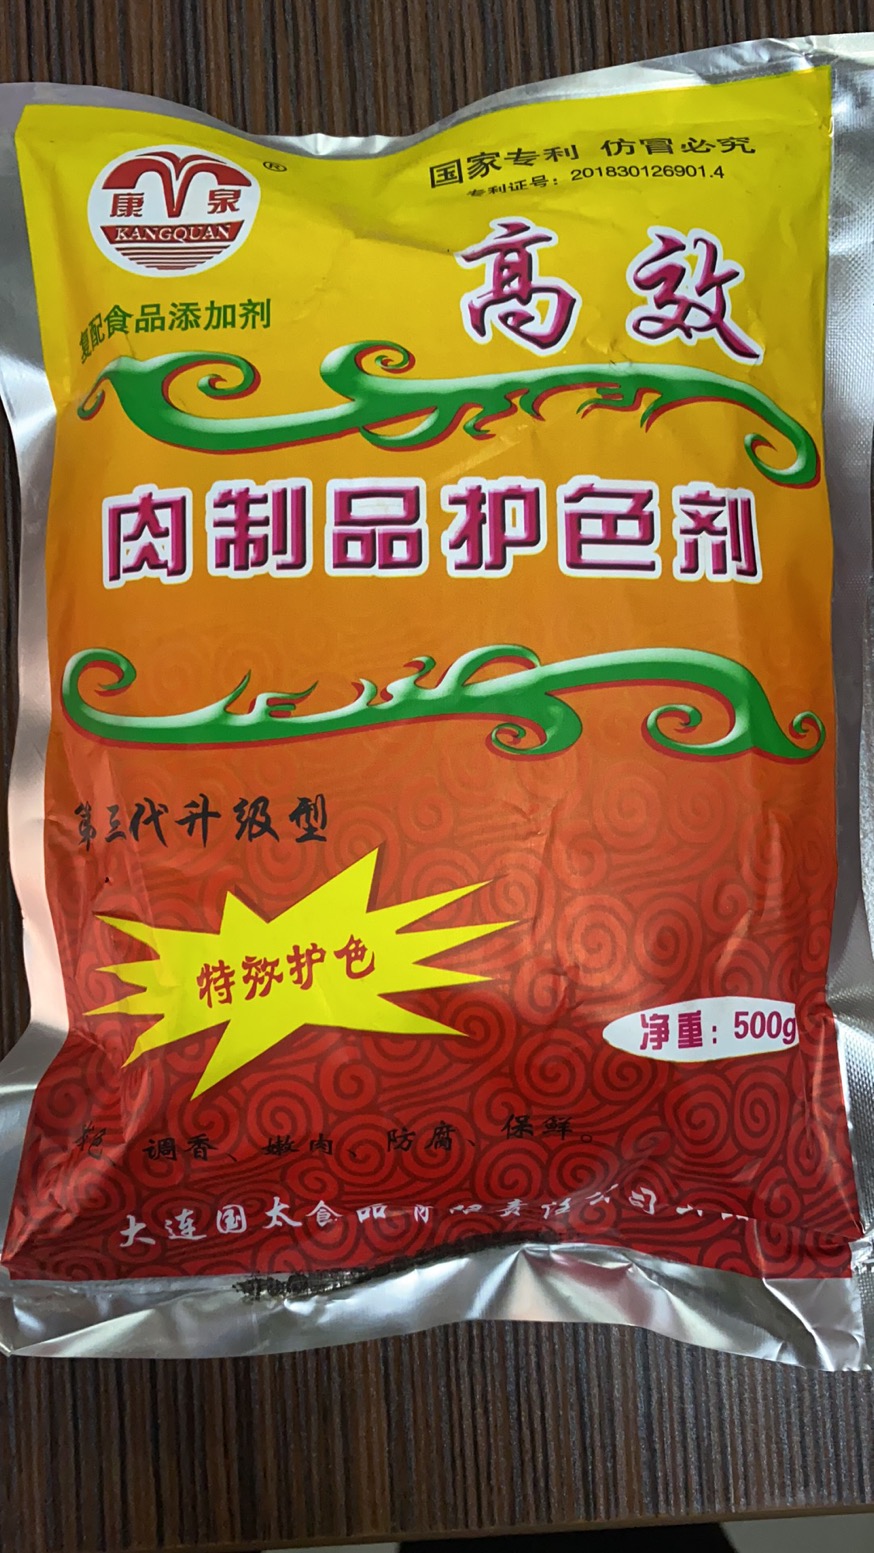 国家专利 仿冒必究
专利证号：201830126901.4
康泉
®
KANGQUAN
高效
复配食品添加剂
肉制品护色剂
第三代升级型
特效护色
净重：500g
色、调香、嫩肉、防腐、保鲜。
大连国太食品